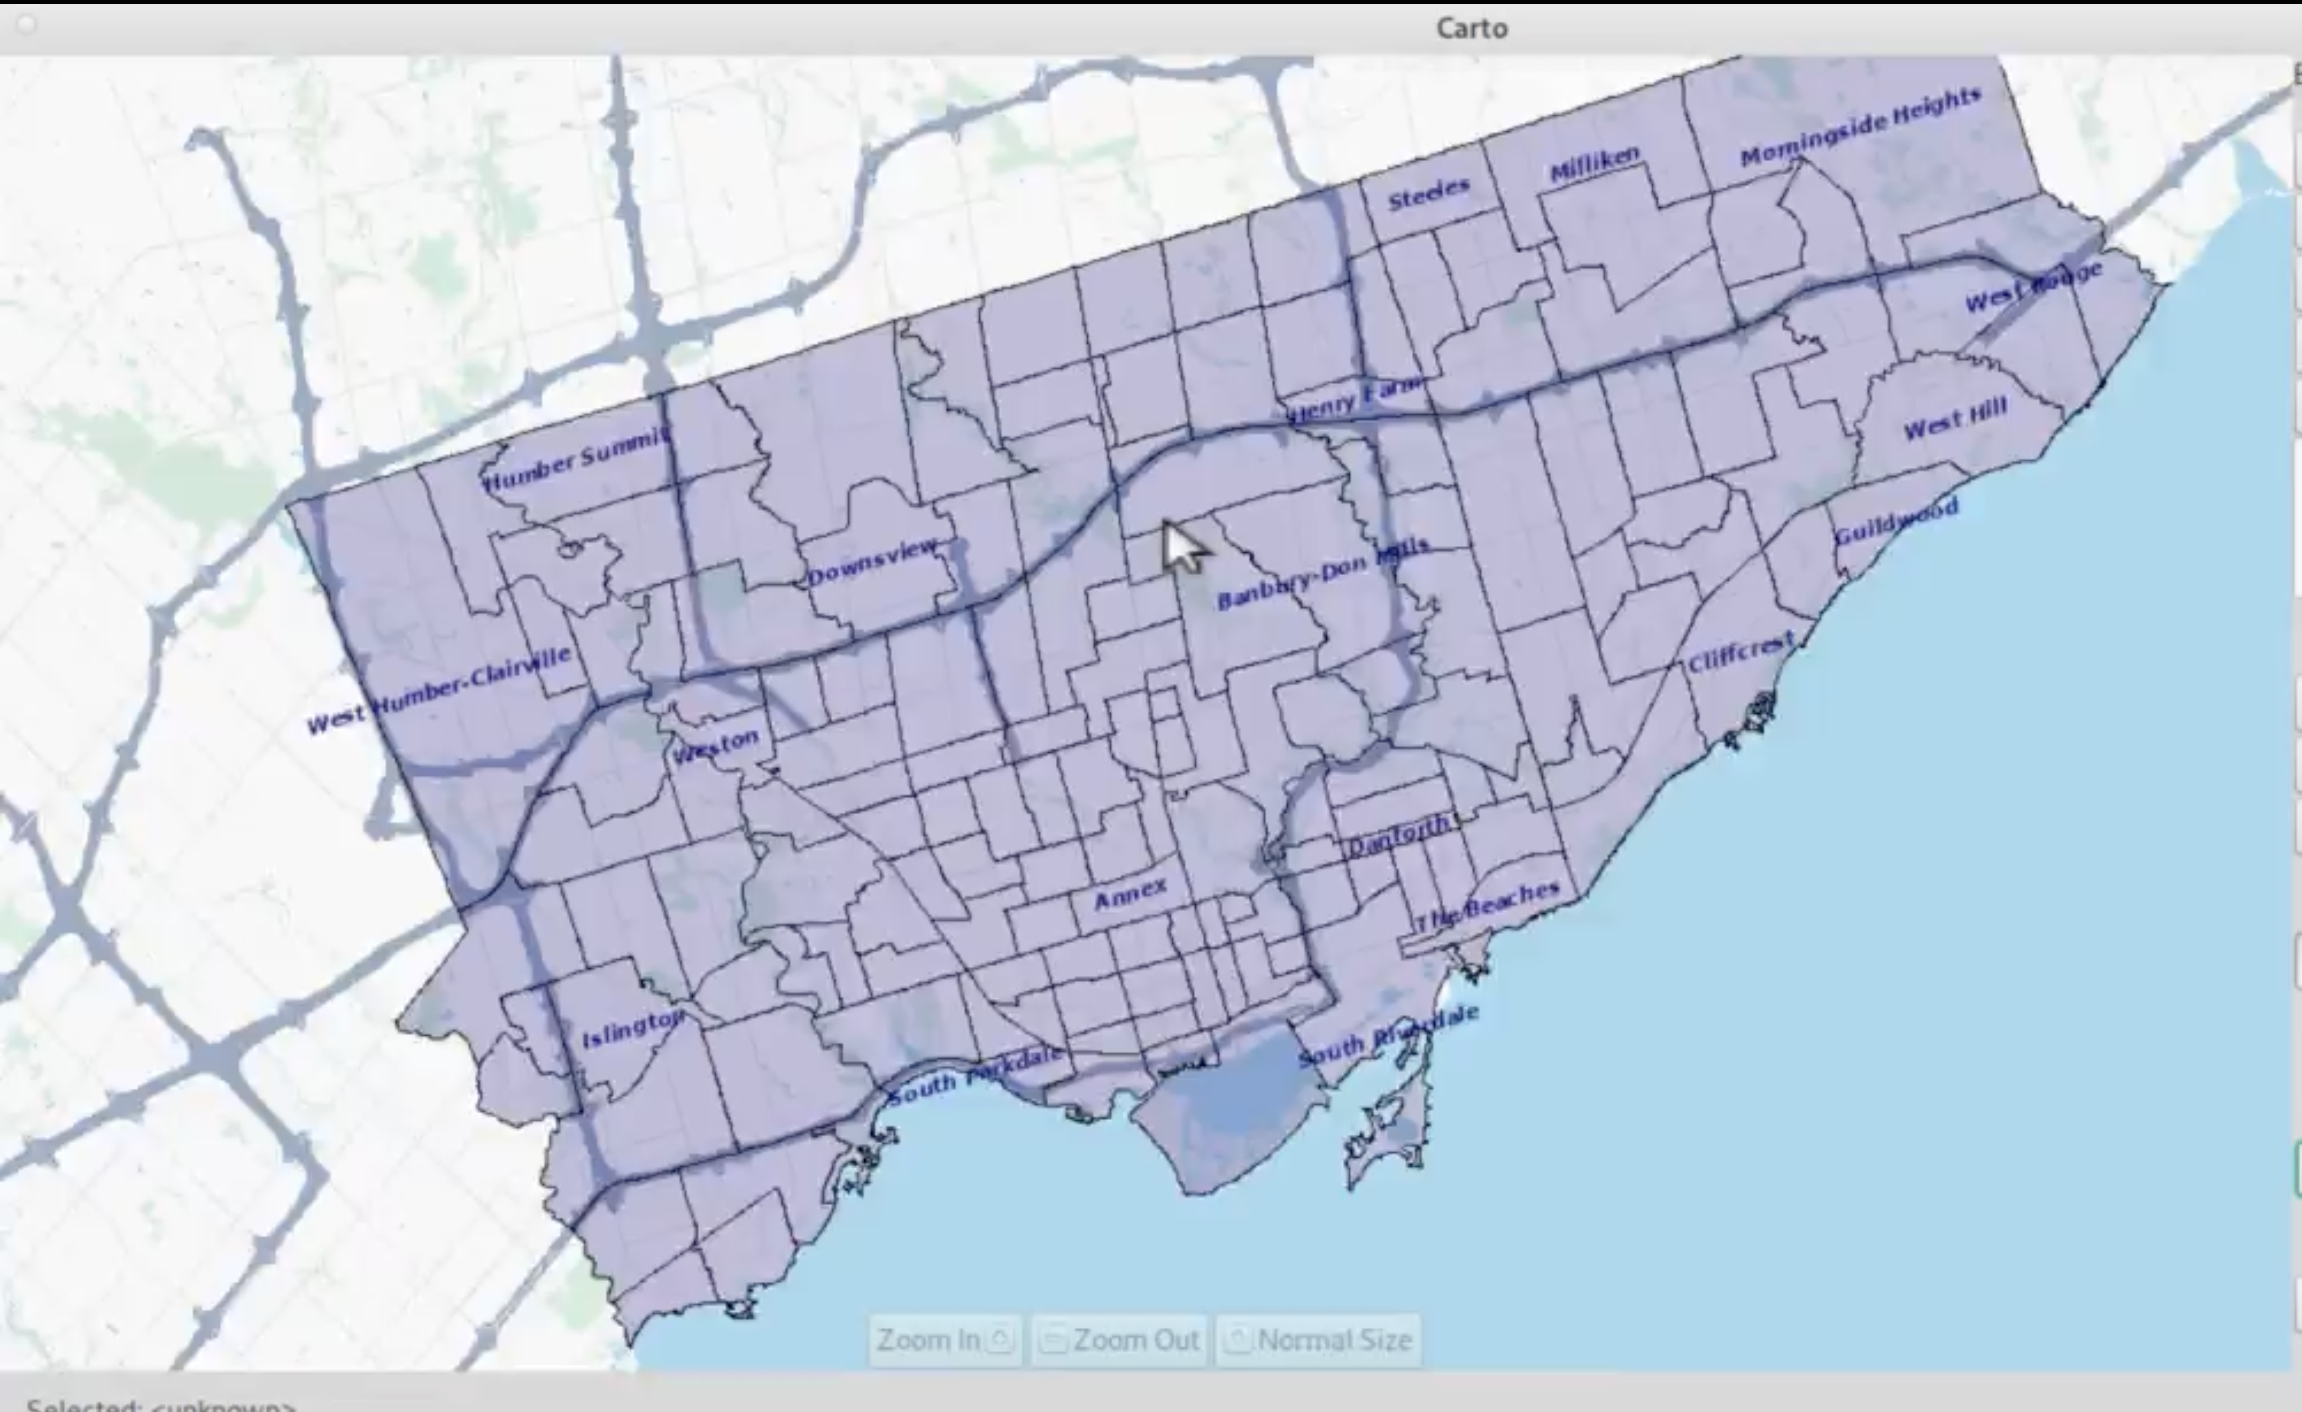 Carto
Morningside Heights
Milliken
Steeles
West Rouge
Henry Farm
West Hill
Humber Summit
Guildwood
Downsview
Banbury-Don Mills
Cliffcrest
West Humber-Clairville
Weston
Danforth
Annex
The Beaches
Islington
South Riverdale
South Parkdale
Zoom In Zoom Out Normal Size
Selected: <unknown>